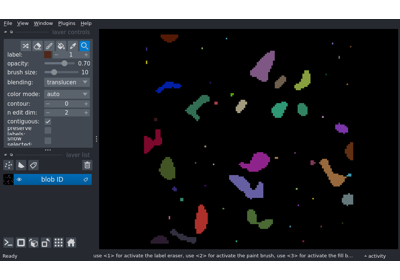 File View Window Plugins Help
layer controls
label: 1
opacity: 0.70
brush size: 10
blending: translucen
color mode: auto
contour: 0
n edit dim: 2
contiguous:
preserve
labels:
show
selected:
layer list
blob ID
Ready use <1> for activate the label eraser, use <2> for activate the paint brush, use <3> for activate the fill b... activity